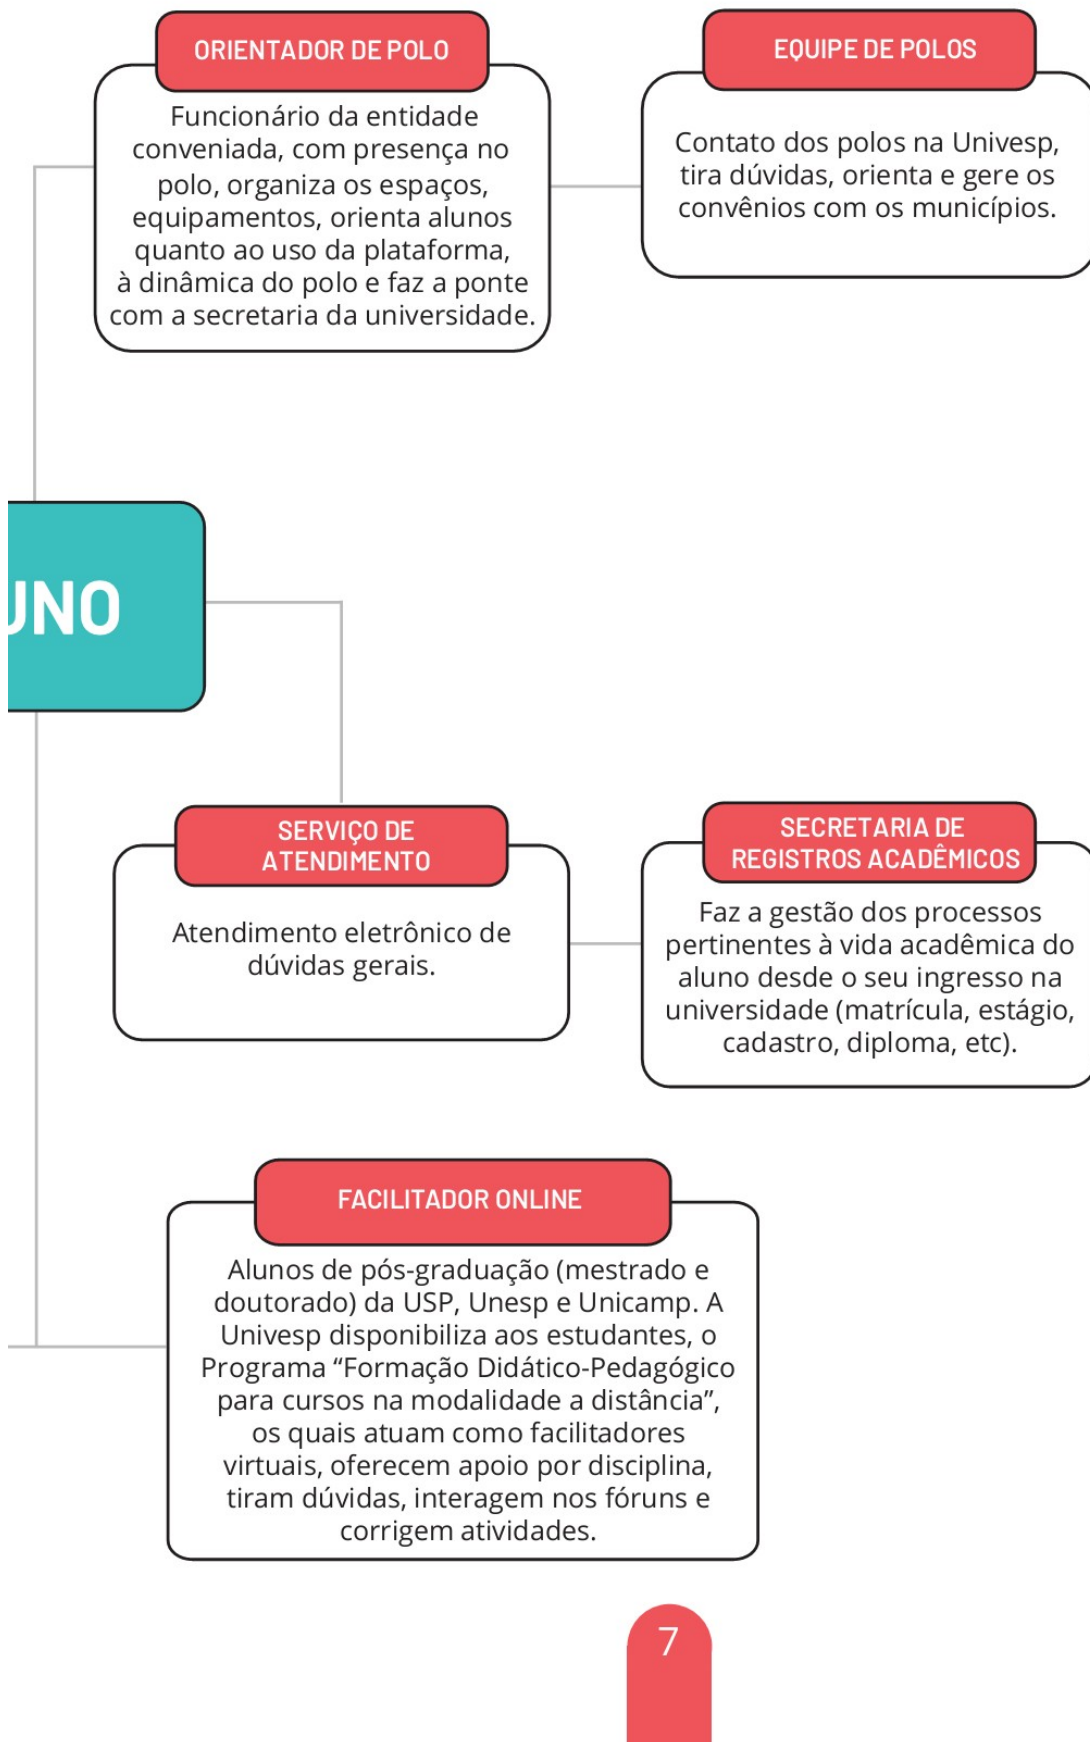 ORIENTADOR DE POLO
Funcionário da entidade
conveniada, com presença no
polo, organiza os espaços,
equipamentos, orienta alunos
quanto ao uso da plataforma,
à dinâmica do polo e faz a ponte
com a secretaria da universidade.
EQUIPE DE POLOS
Contato dos polos na Univesp,
tira dúvidas, orienta e gere os
convênios com os municípios.
UNO
SERVIÇO DE
ATENDIMENTO
Atendimento eletrônico de
dúvidas gerais.
SECRETARIA DE
REGISTROS ACADÊMICOS
Faz a gestão dos processos
pertinentes à vida acadêmica do
aluno desde o seu ingresso na
universidade (matrícula, estágio,
cadastro, diploma, etc).
FACILITADOR ONLINE
Alunos de pós-graduação (mestrado e
doutorado) da USP, Unesp e Unicamp. A
Univesp disponibiliza aos estudantes, o
Programa “Formação Didático-Pedagógico
para cursos na modalidade a distância”,
os quais atuam como facilitadores
virtuais, oferecem apoio por disciplina,
tiram dúvidas, interagem nos fóruns e
corrigem atividades.
7